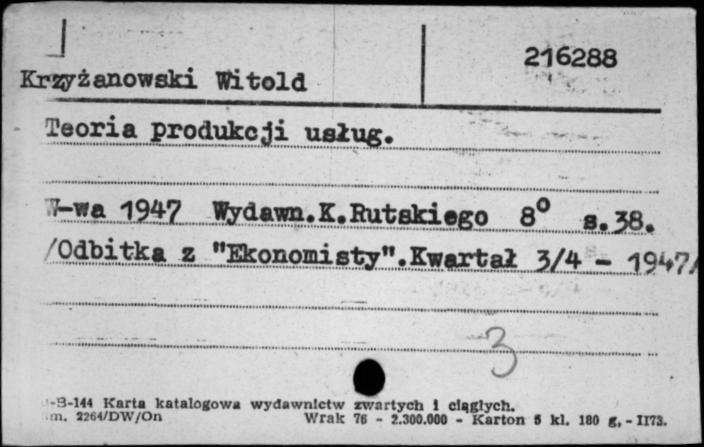 216288
Krzyżanowski Witold
Teoria produkcji usług.
W-wa 1947 Wydawn.K.Rutskiego 8° s.38.
/Odbitka z "Ekonomisty".Kwartał 3/4 - 1947/
3
-B-144 Karta katalogowa wydawnictw zwartych i ciągłych.
m. 2264/DW/On Wrak 76 - 2.300.000 - Karton 5 kl. 180 g, - II73.